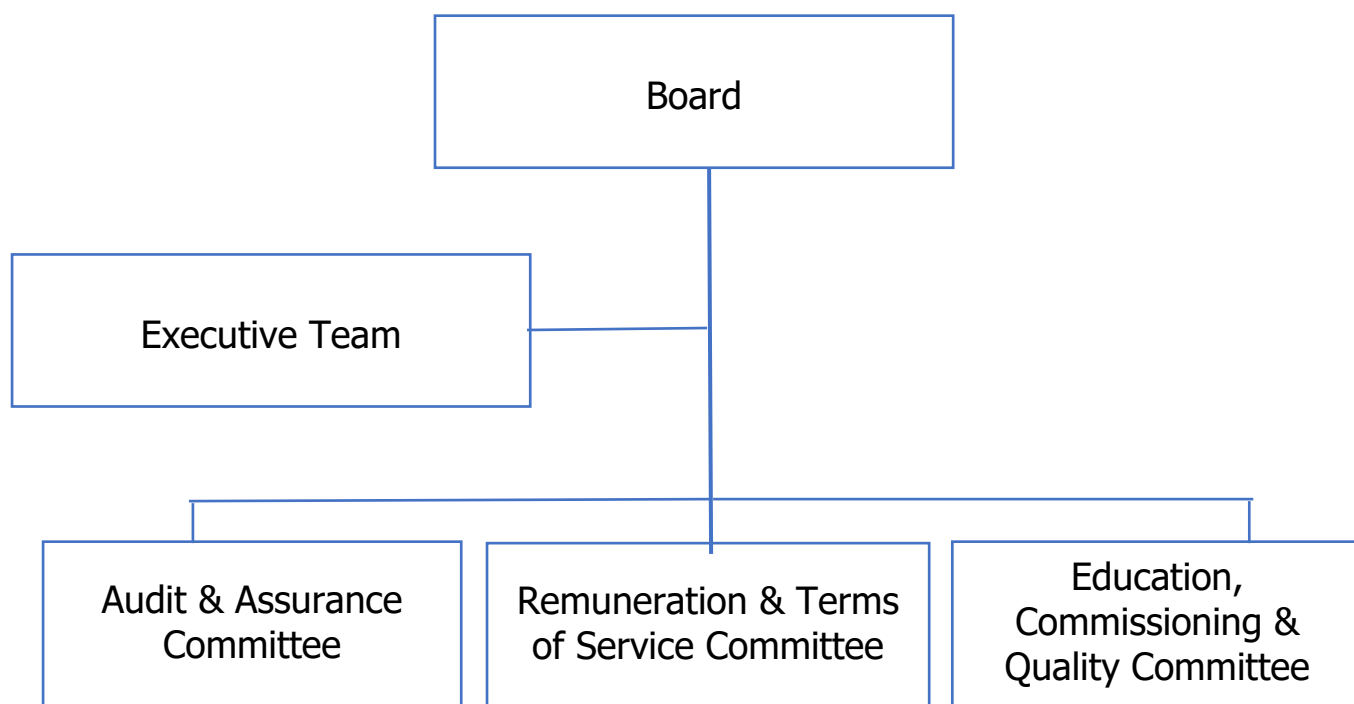 Board
Executive Team
Audit & Assurance
Committee
Remuneration & Terms
of Service Committee
Education,
Commissioning &
Quality Committee